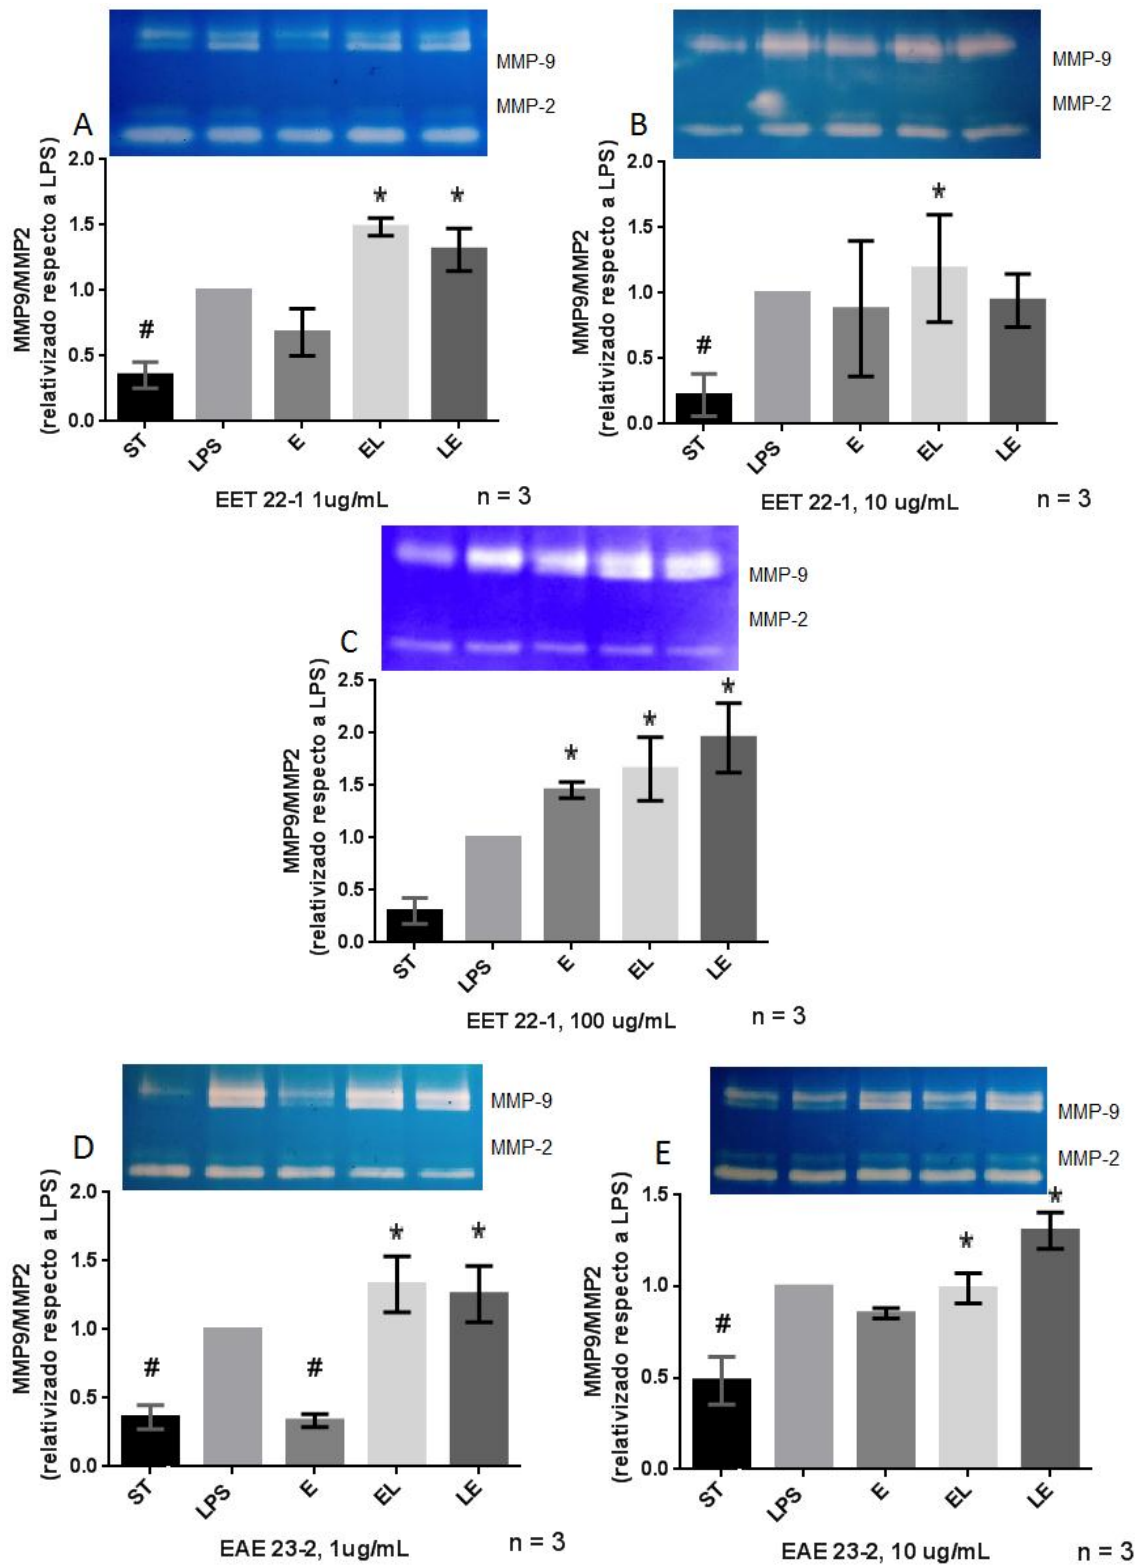 MMP-9
MMP-2
A
2.0
1.5
1.0
0.5
0.0
MMP9/MMP2
(relativizado respecto a LPS)
#
*
*
ST
LPS
E
EL
LE
EET 22-1 1ug/mL
n = 3
MMP-9
MMP-2
B
2.0
1.5
1.0
0.5
0.0
MMP9/MMP2
(relativizado respecto a LPS)
#
*
ST
LPS
E
EL
LE
EET 22-1, 10 ug/mL
n = 3
MMP-9
MMP-2
C
2.5
2.0
1.5
1.0
0.5
0.0
MMP9/MMP2
(relativizado respecto a LPS)
*
*
*
ST
LPS
E
EL
LE
EET 22-1, 100 ug/mL
n = 3
MMP-9
MMP-2
D
2.0
1.5
1.0
0.5
0.0
MMP9/MMP2
(relativizado respecto a LPS)
#
#
*
*
ST
LPS
E
EL
LE
EAE 23-2, 1ug/mL
n = 3
MMP-9
MMP-2
E
1.5
1.0
0.5
0.0
MMP9/MMP2
(relativizado respecto a LPS)
#
*
*
ST
LPS
E
EL
LE
EAE 23-2, 10 ug/mL
n = 3